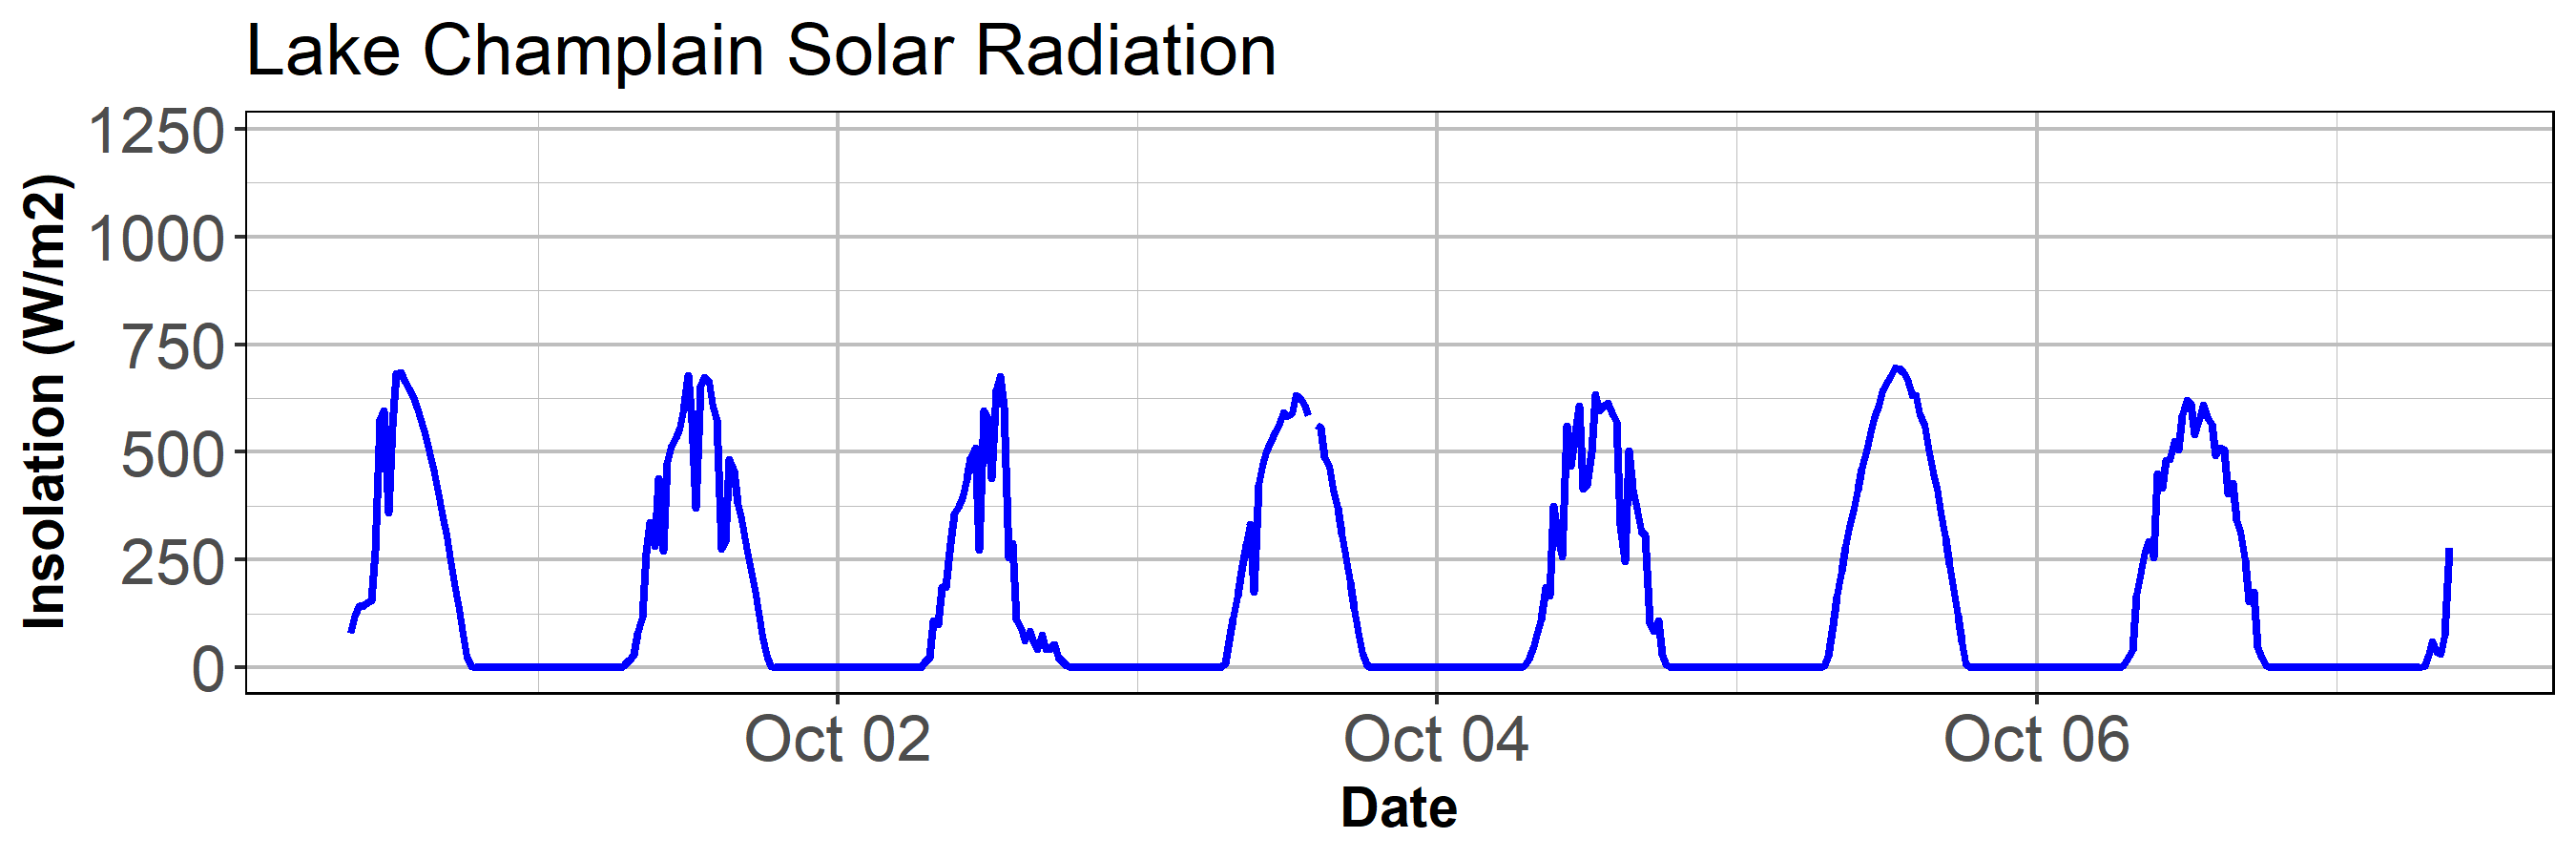 Lake Champlain Solar Radiation
Insolation (W/m2)
1250
1000
750
500
250
0
Oct 02
Oct 04
Oct 06
Date